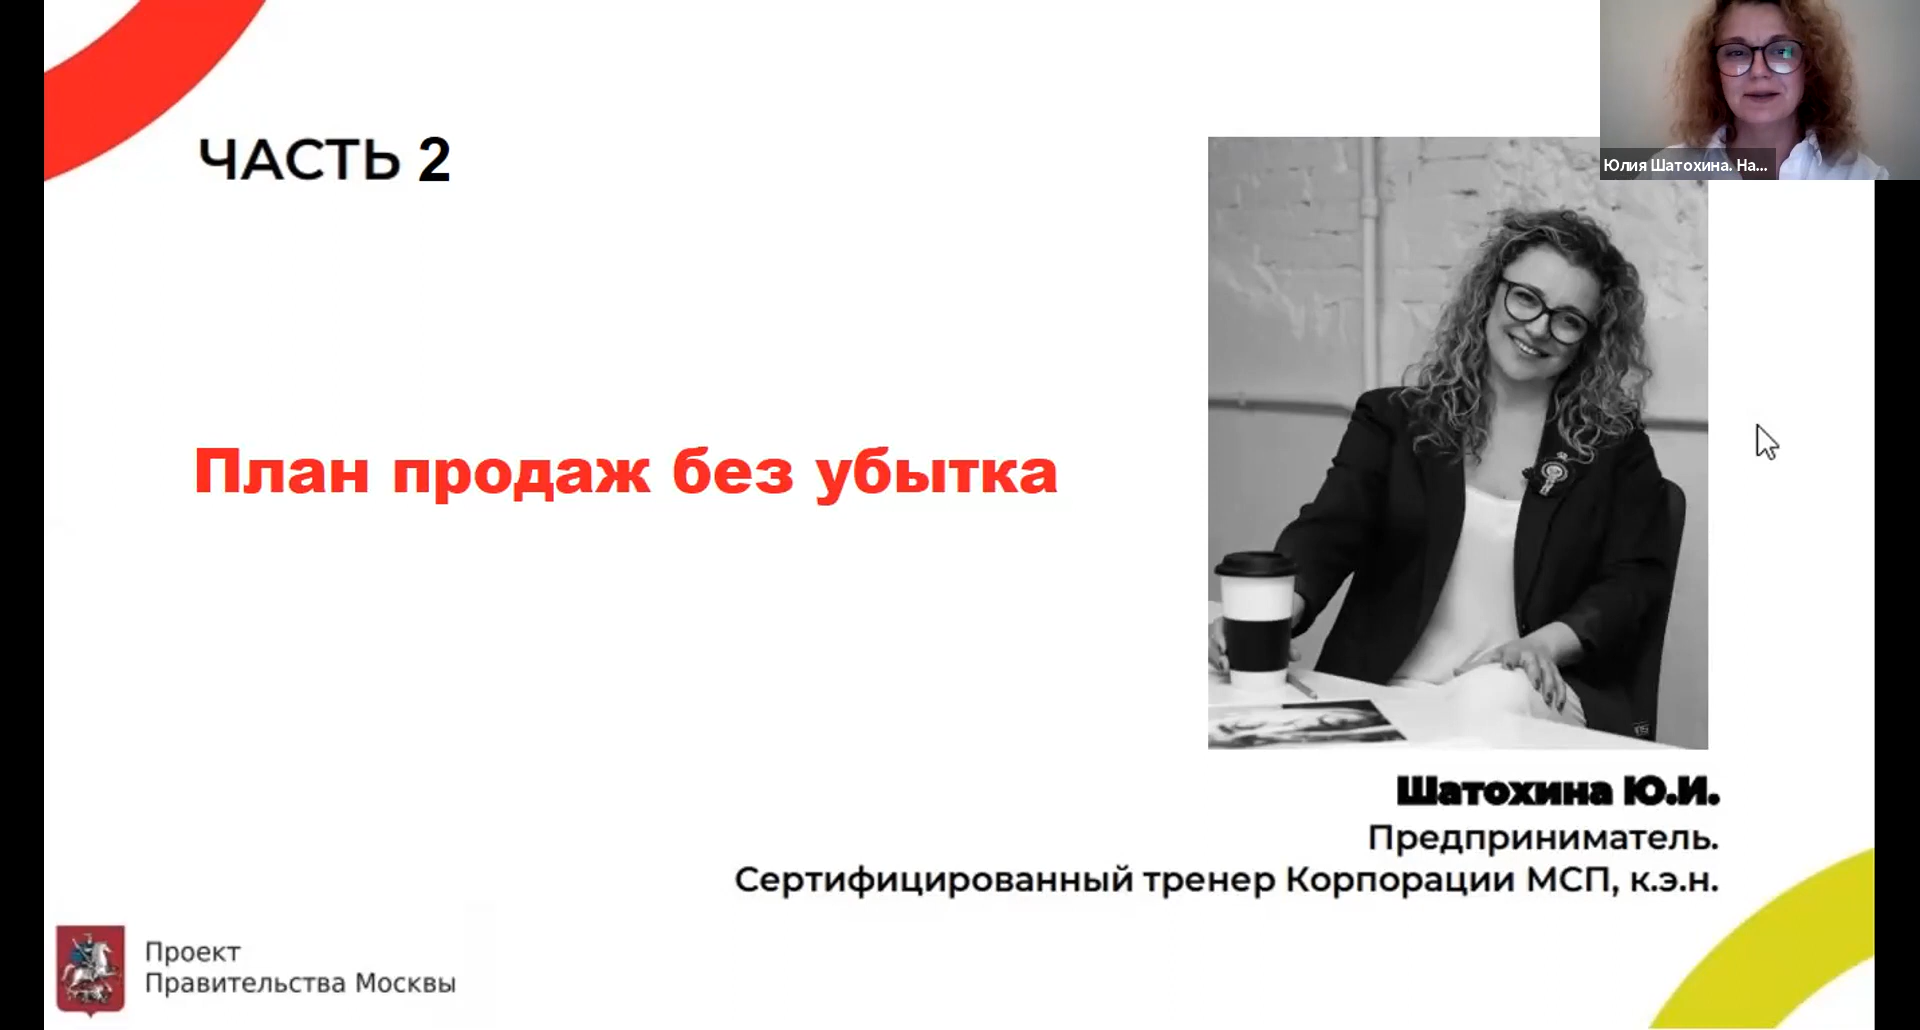 ЧАСТЬ 2
Юлия Шатохина. На...
План продаж без убытка
Шатохина Ю.И.
Предприниматель.
Сертифицированный тренер Корпорации МСП, к.э.н.
Проект
Правительства Москвы